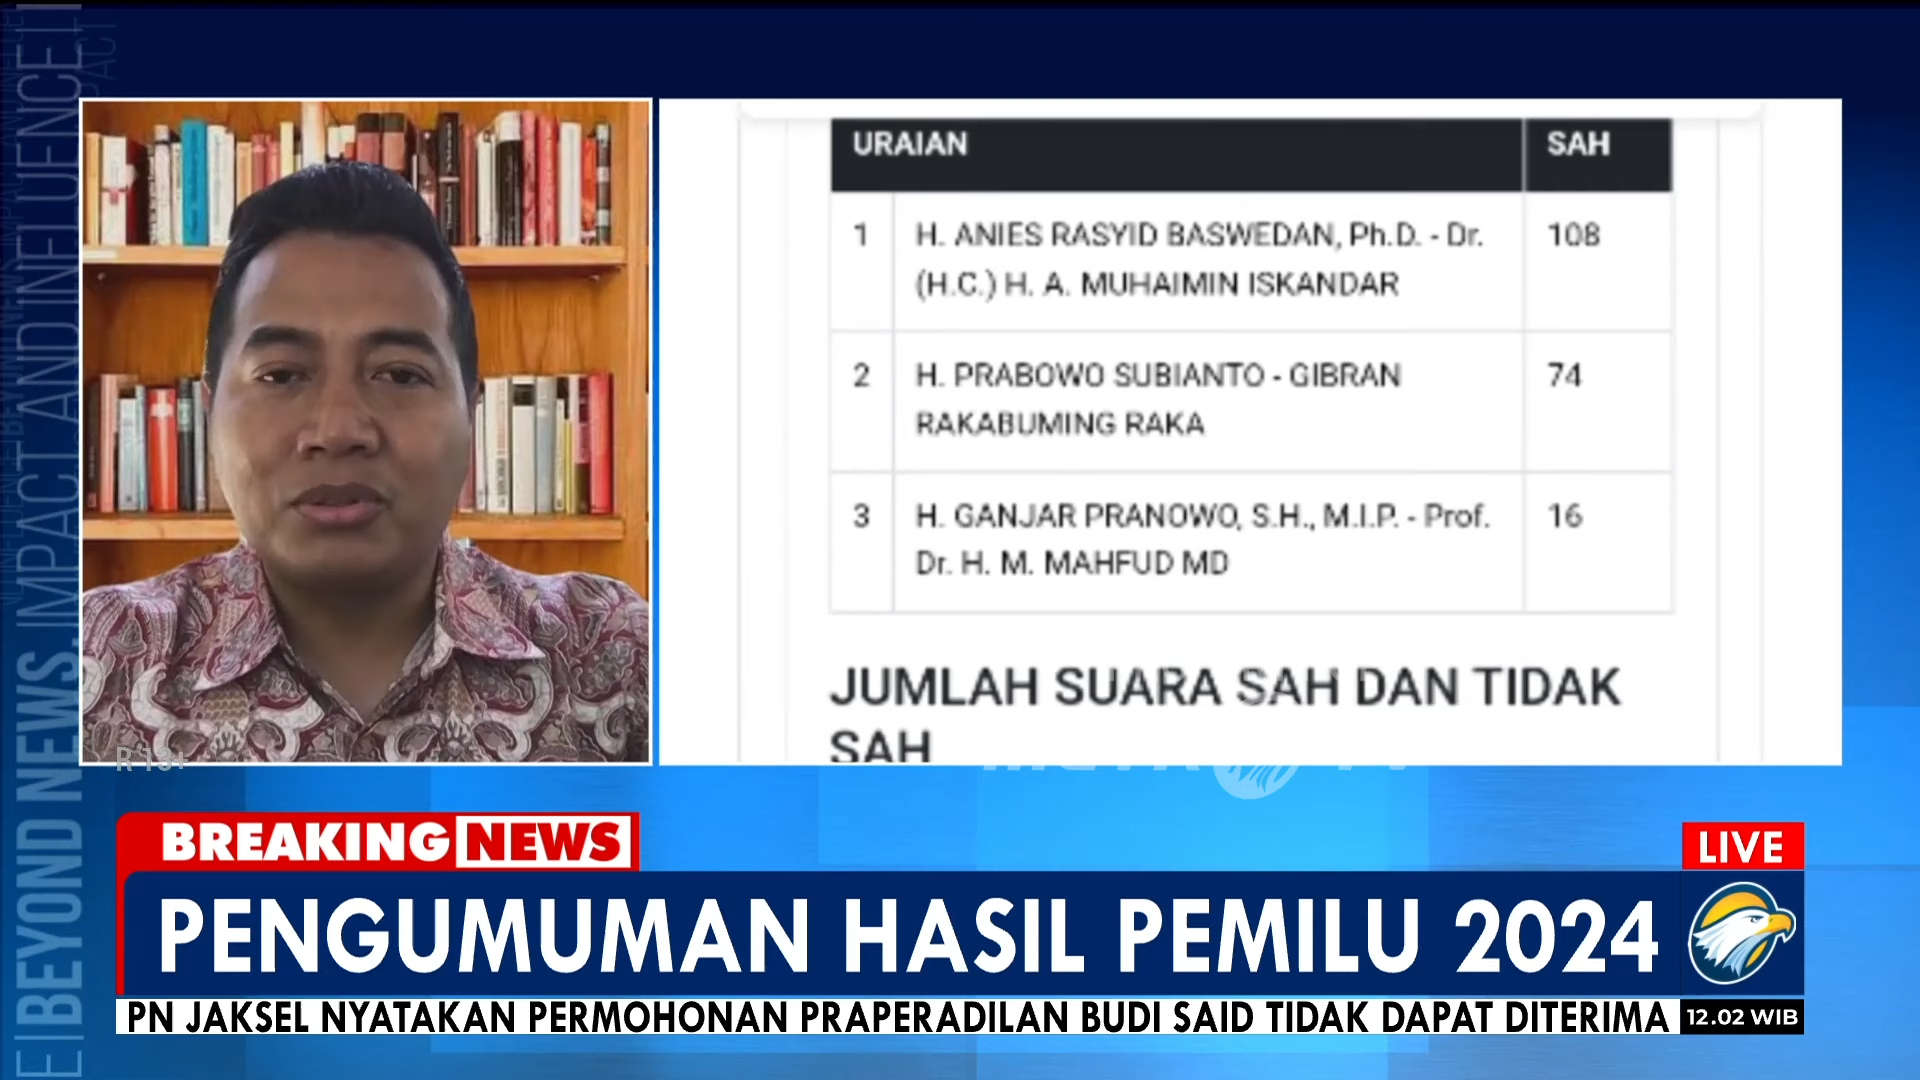 BEYOND NEWS. IMPACT AND INFLUENCE
URAIAN SAH
1 H. ANIES RASYID BASWEDAN, Ph.D. - Dr. 108
(H.C.) H. A. MUHAIMIN ISKANDAR
2 H. PRABOWO SUBIANTO - GIBRAN 74
RAKABUMING RAKA
3 H. GANJAR PRANOWO, S.H., M.I.P. - Prof. 16
Dr. H. M. MAHFUD MD
JUMLAH SUARA SAH DAN TIDAK
SAH
R 13+
BREAKING NEWS
LIVE
PENGUMUMAN HASIL PEMILU 2024
PN JAKSEL NYATAKAN PERMOHONAN PRAPERADILAN BUDI SAID TIDAK DAPAT DITERIMA 12.02 WIB